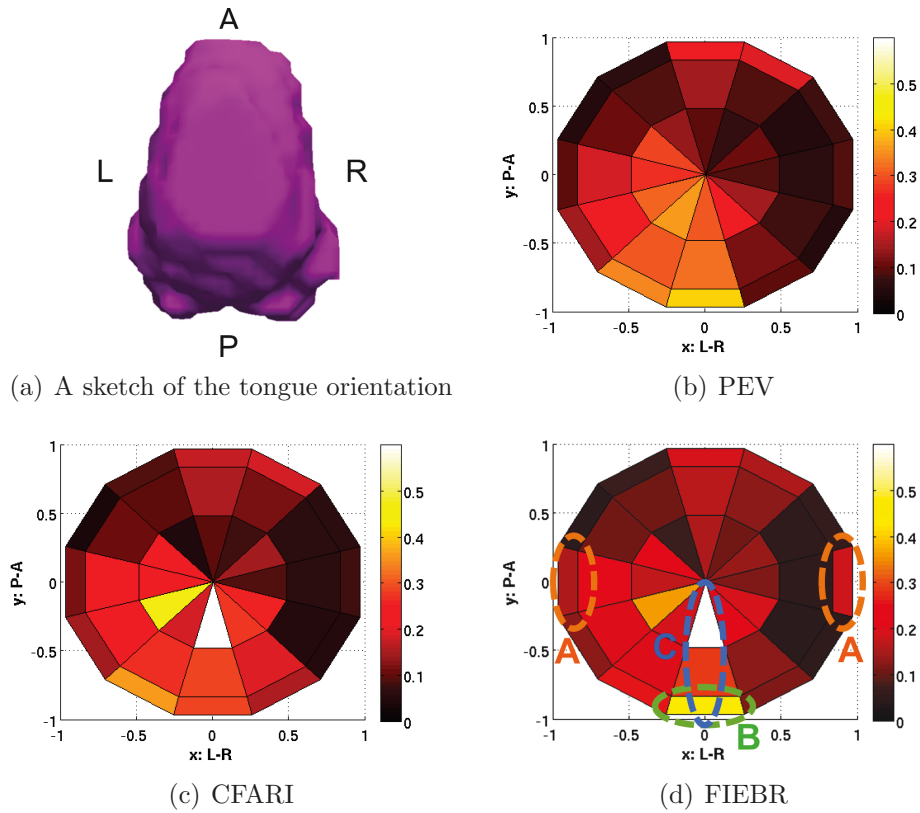 A
L
R
P
(a) A sketch of the tongue orientation
1
0.5
0
-0.5
-1
y: P-A
-1 -0.5 0 0.5 1
x: L-R
0.5
0.4
0.3
0.2
0.1
0
(b) PEV
1
0.5
0
-0.5
-1
y: P-A
-1 -0.5 0 0.5 1
x: L-R
0.5
0.4
0.3
0.2
0.1
0
(c) CFARI
1
0.5
0
-0.5
-1
y: P-A
A
C
A
B
-1 -0.5 0 0.5 1
x: L-R
0.5
0.4
0.3
0.2
0.1
0
(d) FIEBR